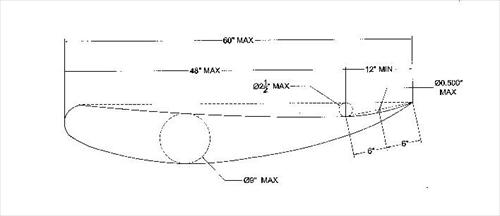 60" MAX
48" MAX
12" MIN
Ø2½" MAX
Ø0.500"
MAX
6"
6"
Ø9" MAX